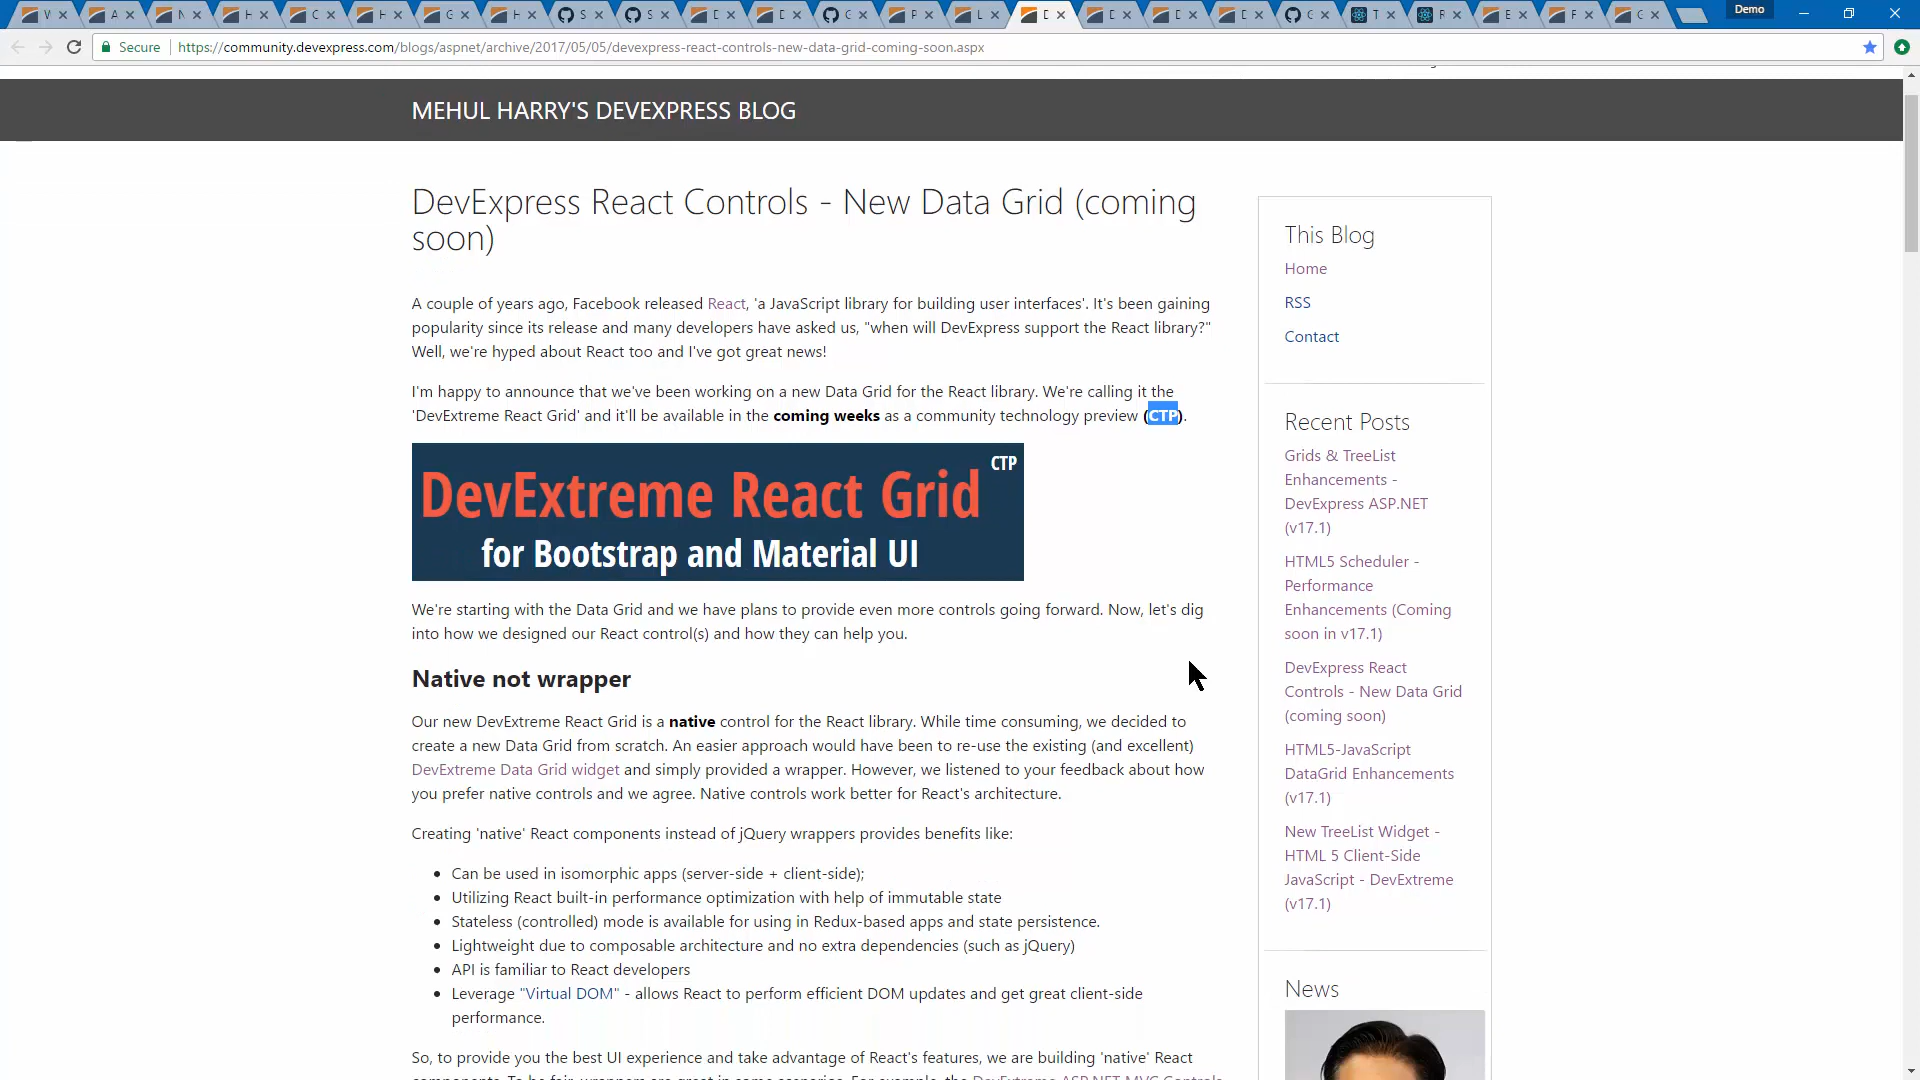 Demo
Secure https://community.devexpress.com/blogs/aspnet/archive/2017/05/05/devexpress-react-controls-new-data-grid-coming-soon.aspx
MEHUL HARRY'S DEVEXPRESS BLOG
DevExpress React Controls - New Data Grid (coming
soon)
A couple of years ago, Facebook released React, 'a JavaScript library for building user interfaces'. It's been gaining
popularity since its release and many developers have asked us, "when will DevExpress support the React library?"
Well, we're hyped about React too and I've got great news!
I'm happy to announce that we've been working on a new Data Grid for the React library. We're calling it the
'DevExtreme React Grid' and it'll be available in the coming weeks as a community technology preview (CTP).
CTP
DevExtreme React Grid
for Bootstrap and Material UI
We're starting with the Data Grid and we have plans to provide even more controls going forward. Now, let's dig
into how we designed our React control(s) and how they can help you.
Native not wrapper
Our new DevExtreme React Grid is a native control for the React library. While time consuming, we decided to
create a new Data Grid from scratch. An easier approach would have been to re-use the existing (and excellent)
DevExtreme Data Grid widget and simply provided a wrapper. However, we listened to your feedback about how
you prefer native controls and we agree. Native controls work better for React's architecture.
Creating 'native' React components instead of jQuery wrappers provides benefits like:
Can be used in isomorphic apps (server-side + client-side);
Utilizing React built-in performance optimization with help of immutable state
Stateless (controlled) mode is available for using in Redux-based apps and state persistence.
Lightweight due to composable architecture and no extra dependencies (such as jQuery)
API is familiar to React developers
Leverage "Virtual DOM" - allows React to perform efficient DOM updates and get great client-side
performance.
So, to provide you the best UI experience and take advantage of React's features, we are building 'native' React
This Blog
Home
RSS
Contact
Recent Posts
Grids & TreeList
Enhancements -
DevExpress ASP.NET
(v17.1)
HTML5 Scheduler -
Performance
Enhancements (Coming
soon in v17.1)
DevExpress React
Controls - New Data Grid
(coming soon)
HTML5-JavaScript
DataGrid Enhancements
(v17.1)
New TreeList Widget -
HTML 5 Client-Side
JavaScript - DevExtreme
(v17.1)
News